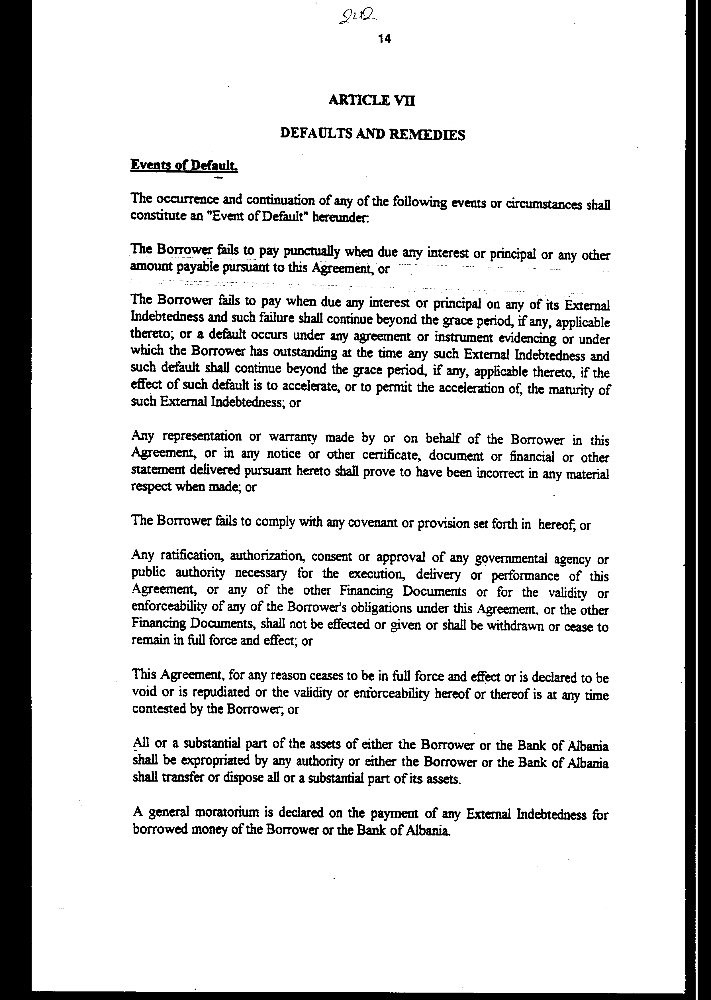 242
14
ARTICLE VII
DEFAULTS AND REMEDIES
Events of Default.
The occurrence and continuation of any of the following events or circumstances shall
constitute an "Event of Default" hereunder:
The Borrower fails to pay punctually when due any interest or principal or any other
amount payable pursuant to this Agreement, or
The Borrower fails to pay when due any interest or principal on any of its External
Indebtedness and such failure shall continue beyond the grace period, if any, applicable
thereto; or a default occurs under any agreement or instrument evidencing or under
which the Borrower has outstanding at the time any such External Indebtedness and
such default shall continue beyond the grace period, if any, applicable thereto, if the
effect of such default is to accelerate, or to permit the acceleration of, the maturity of
such External Indebtedness; or
Any representation or warranty made by or on behalf of the Borrower in this
Agreement, or in any notice or other certificate, document or financial or other
statement delivered pursuant hereto shall prove to have been incorrect in any material
respect when made; or
The Borrower fails to comply with any covenant or provision set forth in hereof; or
Any ratification, authorization, consent or approval of any governmental agency or
public authority necessary for the execution, delivery or performance of this
Agreement, or any of the other Financing Documents or for the validity or
enforceability of any of the Borrower's obligations under this Agreement, or the other
Financing Documents, shall not be effected or given or shall be withdrawn or cease to
remain in full force and effect; or
This Agreement, for any reason ceases to be in full force and effect or is declared to be
void or is repudiated or the validity or enforceability hereof or thereof is at any time
contested by the Borrower; or
All or a substantial part of the assets of either the Borrower or the Bank of Albania
shall be expropriated by any authority or either the Borrower or the Bank of Albania
shall transfer or dispose all or a substantial part of its assets.
A general moratorium is declared on the payment of any External Indebtedness for
borrowed money of the Borrower or the Bank of Albania.